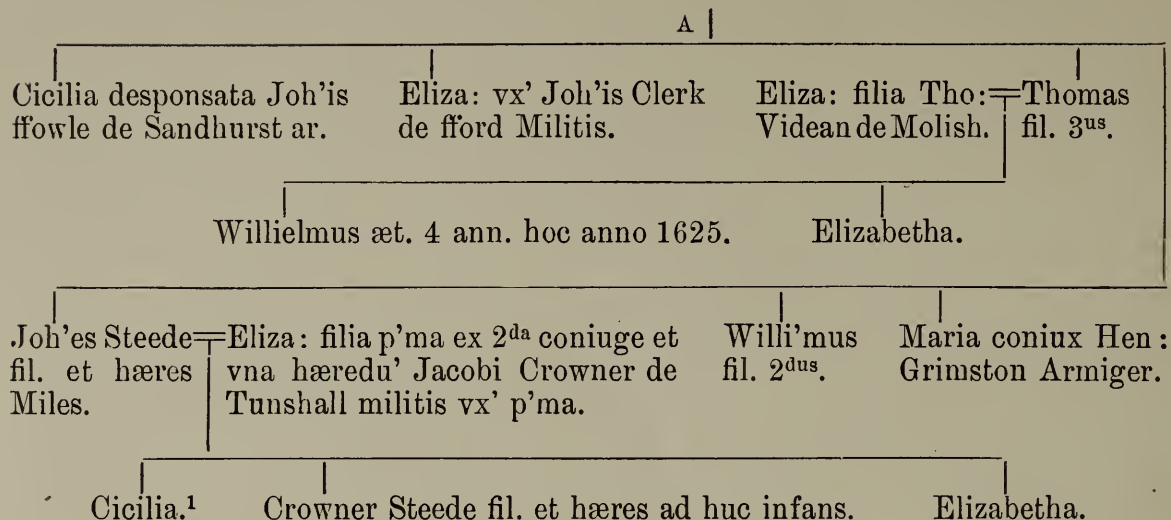 A
Cicilia desponsata Joh'is
ffowle de Sandhurst ar.
Eliza: vx' Joh'is Clerk
de fford Militis.
Eliza: filia Tho:
Videan de Molish.
Thomas
fil. 3us.
Willielmus æt. 4 ann. hoc anno 1625.
Elizabetha.
Joh'es Steede
fil. et hæres
Miles.
Eliza: filia p'ma ex 2da coniuge et
vna hæredu' Jacobi Crowner de
Tunshall militis vx' p'ma.
Willi'mus
fil. 2dus.
Maria coniux Hen:
Grimston Armiger.
Cicilia.1
Crowner Steede fil. et hæres ad huc infans.
Elizabetha.